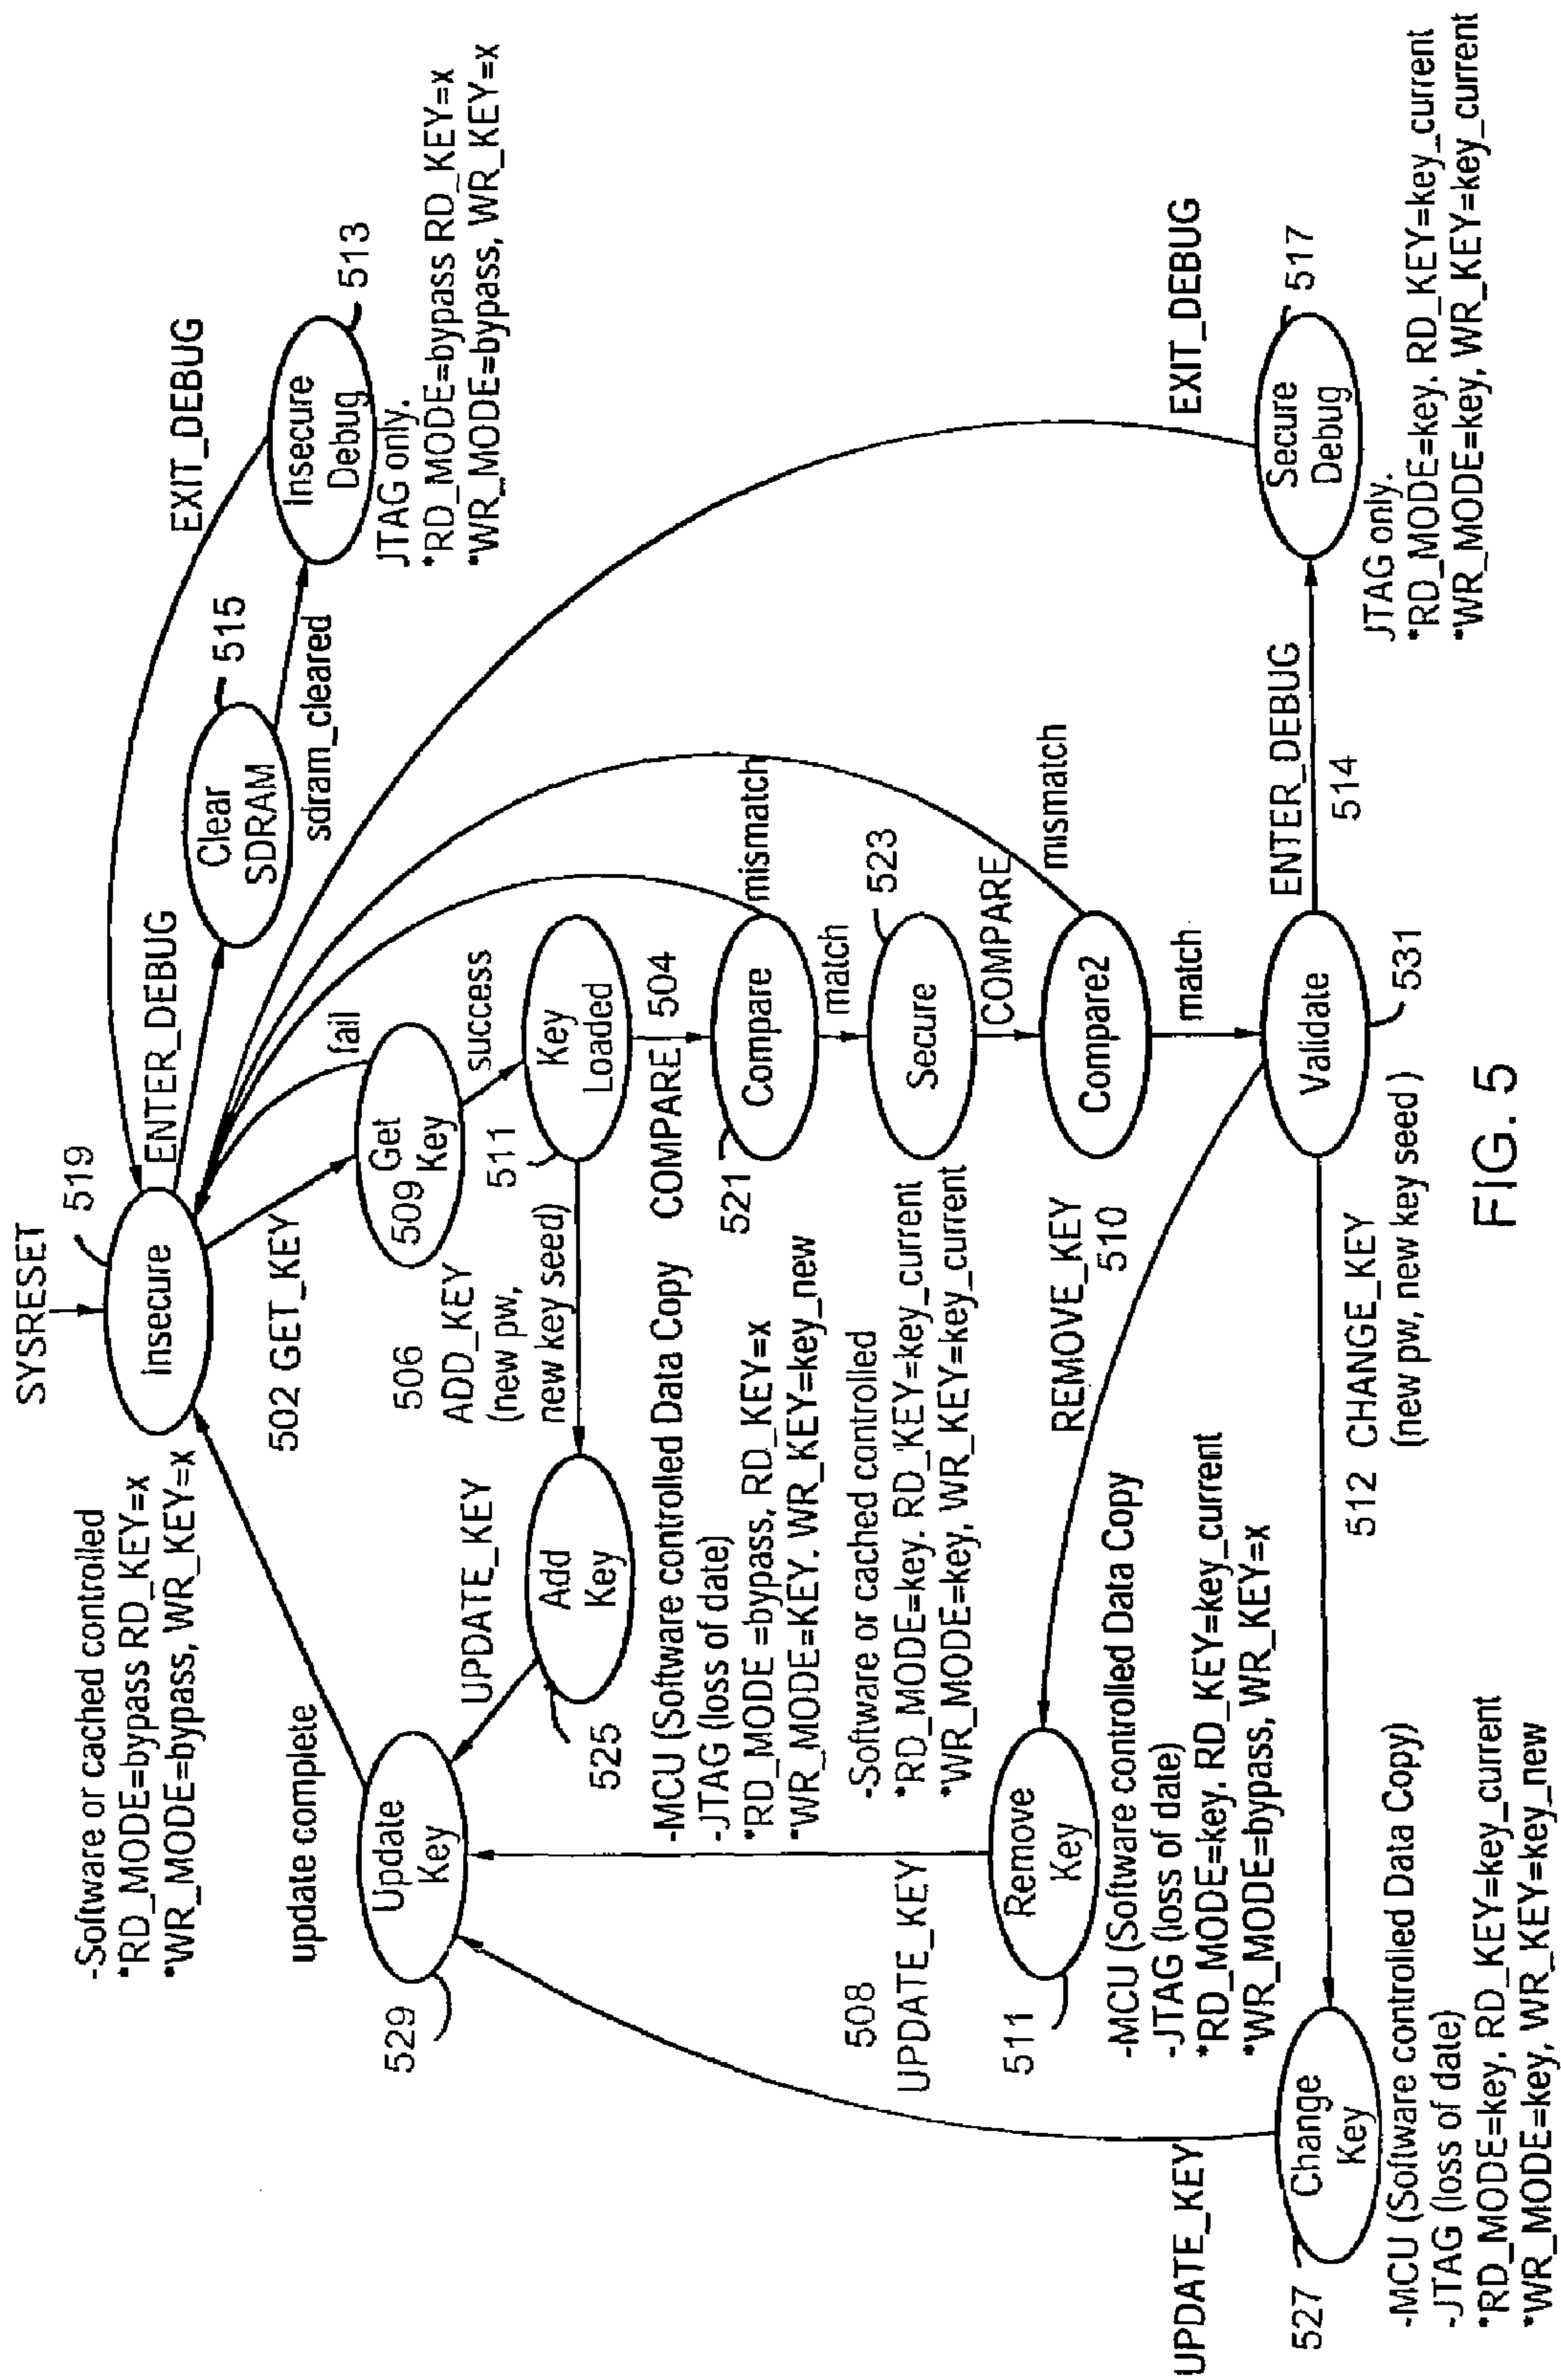 SYSRESET
519
Insecure
-Software or cached controlled
*RD_MODE=bypass RD_KEY=x
*WR_MODE=bypass, WR_KEY=x
EXIT_DEBUG
ENTER_DEBUG
Clear
SDRAM
515
sdram_cleared
Insecure
Debug
513
JTAG only.
*RD_MODE=bypass RD_KEY=x
*WR_MODE=bypass, WR_KEY=x
502 GET_KEY
fail
Get
509 Key
success
update complete
Update
Key
529
UPDATE_KEY
506
ADD_KEY
(new pw,
new key seed)
511
Key
Loaded
Add
Key
525
-MCU (Software controlled Data Copy
-JTAG (loss of date)
*RD_MODE =bypass, RD_KEY=x
*WR_MODE=KEY. WR_KEY=key_new
COMPARE
504
521
Compare
mismatch
match
523
Secure
-Software or cached controlled
*RD_MODE=key. RD_KEY=key_current
*WR_MODE=key, WR_KEY=key_current
COMPARE
Compare2
mismatch
match
508
UPDATE_KEY
Remove
Key
511
-MCU (Software controlled Data Copy
-JTAG (loss of date)
*RD_MODE=key. RD_KEY=key_current
*WR_MODE=bypass, WR_KEY=x
REMOVE_KEY
510
Validate
531
ENTER_DEBUG
514
EXIT_DEBUG
Secure
Debug
517
JTAG only.
*RD_MODE=key. RD_KEY=key_current
*WR_MODE=key, WR_KEY=key_current
512 CHANGE_KEY
(new pw, new key seed )
UPDATE_KEY
Change
Key
527
-MCU (Software controlled Data Copy)
-JTAG (loss of date)
*RD_MODE=key. RD_KEY=key_current
*WR_MODE=key, WR_KEY=key_new
FIG. 5